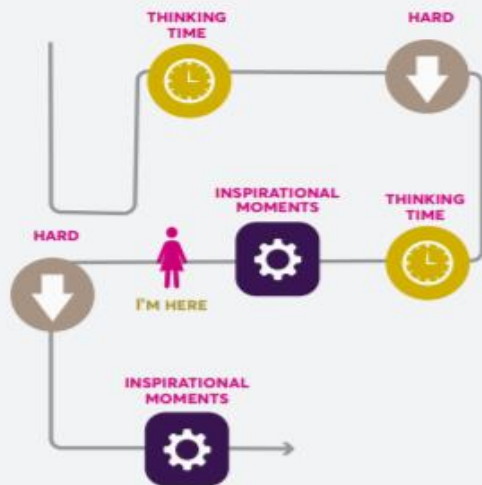 THINKING
TIME
HARD
INSPIRATIONAL
MOMENTS
THINKING
TIME
HARD
I'M HERE
INSPIRATIONAL
MOMENTS